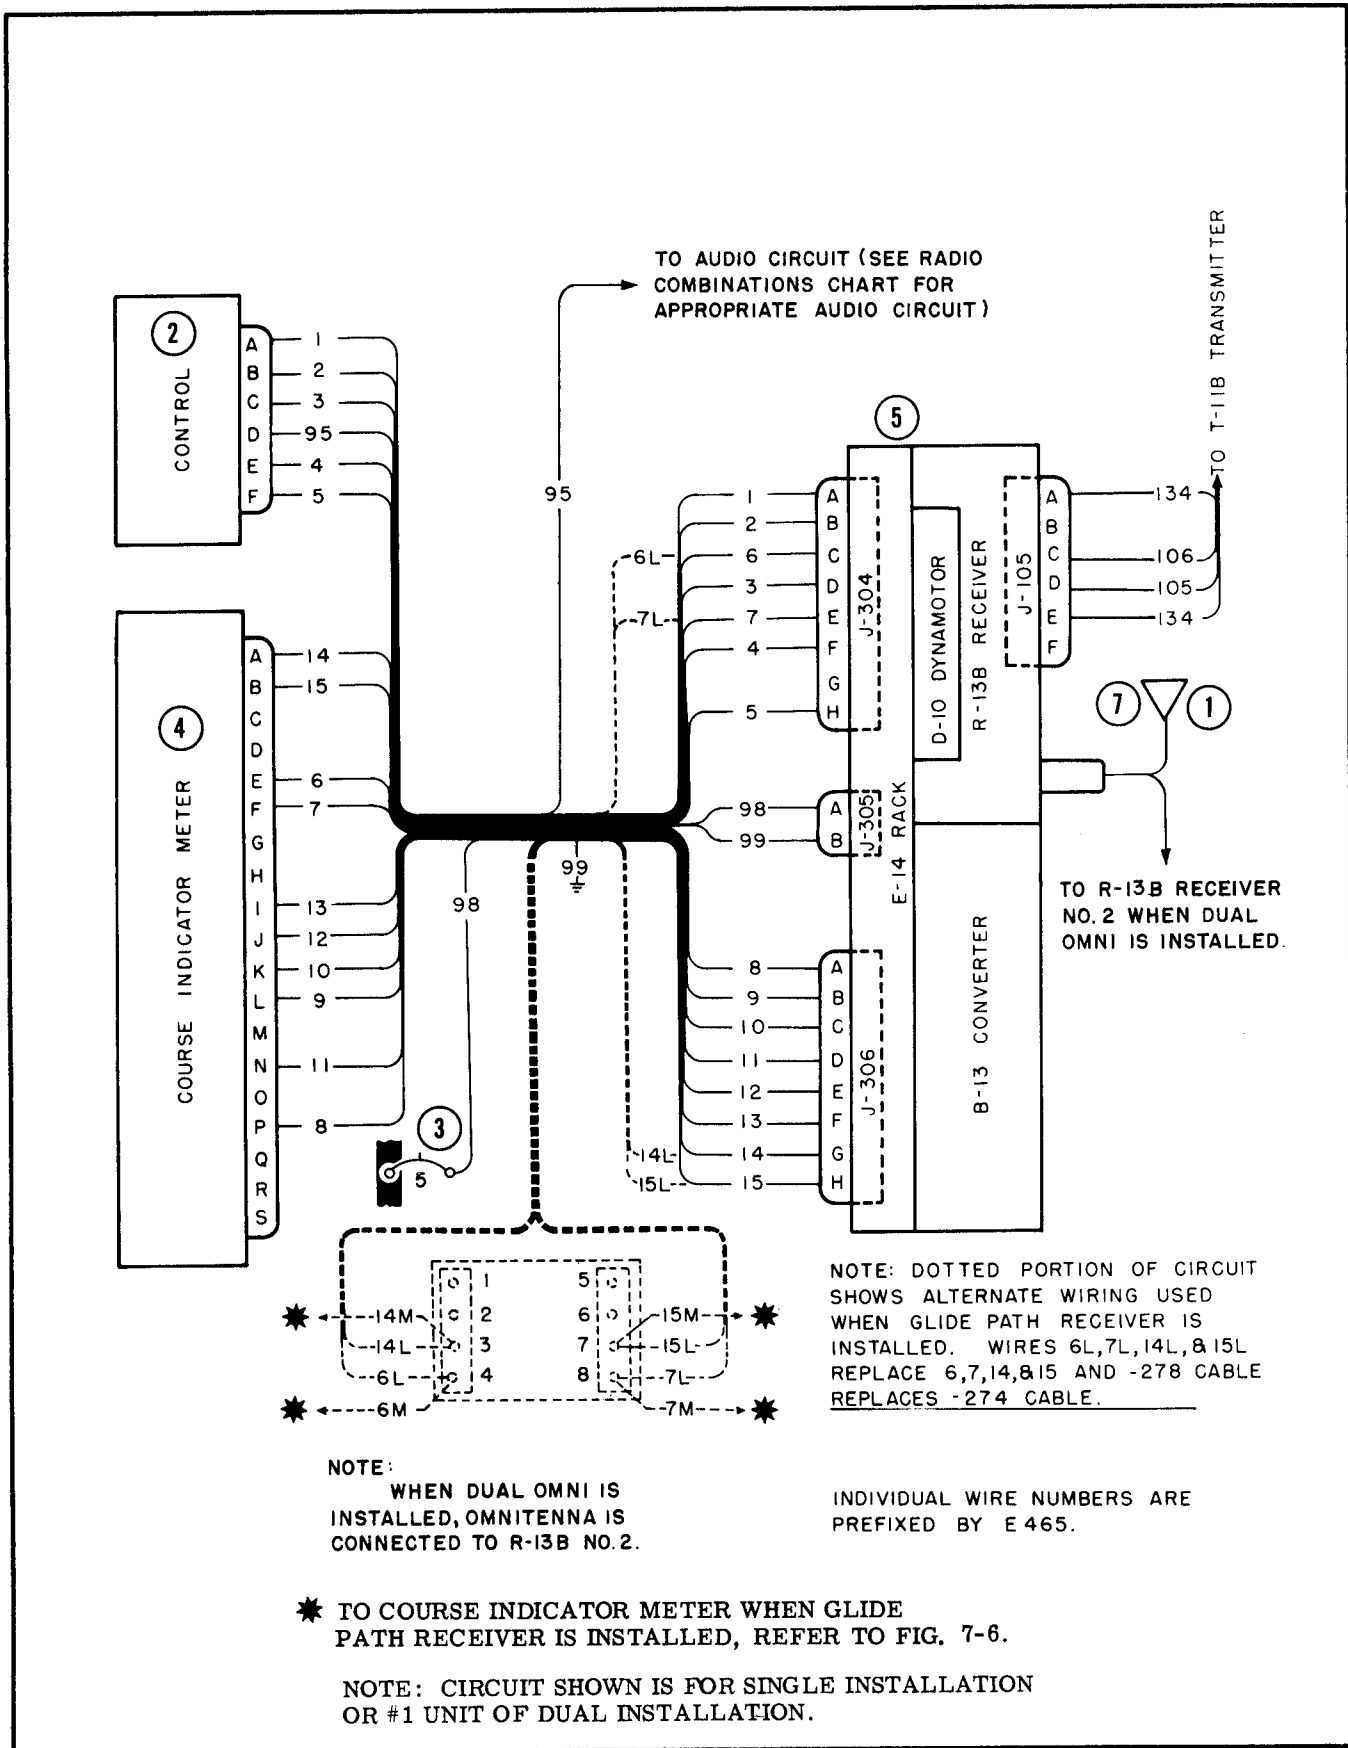 TO AUDIO CIRCUIT (SEE RADIO
COMBINATIONS CHART FOR
APPROPRIATE AUDIO CIRCUIT)
TO T-11B TRANSMITTER
2
CONTROL
A 1
B 2
C 3
D 95
E 4
F 5
95
4
COURSE INDICATOR METER
A 14
B 15
C
D
E 6
F 7
G
H
I 13
J 12
K 10
L 9
M
N 11
O
P 8
Q
R
S
98
99
3
5
5
6L
7L
1 A
2 B
6 C
3 D
7 E
4 F
G
5 H
J-304
98 A
99 B
J-305
8 A
9 B
10 C
11 D
12 E
13 F
14 G
15 H
J-306
14L
15L
E-14 RACK
D-10 DYNAMOTOR
R-13B RECEIVER
B-13 CONVERTER
J-105
A 134
B
C 106
D 105
E 134
F
7
1
TO R-13B RECEIVER
NO. 2 WHEN DUAL
OMNI IS INSTALLED.
1 5
14M 2 6 15M
14L 3 7 15L
6L 4 8 7L
6M 7M
NOTE: DOTTED PORTION OF CIRCUIT
SHOWS ALTERNATE WIRING USED
WHEN GLIDE PATH RECEIVER IS
INSTALLED. WIRES 6L,7L,14L,&15L
REPLACE 6,7,14,&15 AND -278 CABLE
REPLACES -274 CABLE.
NOTE:
WHEN DUAL OMNI IS
INSTALLED, OMNITENNA IS
CONNECTED TO R-13B NO. 2.
INDIVIDUAL WIRE NUMBERS ARE
PREFIXED BY E465.
TO COURSE INDICATOR METER WHEN GLIDE
PATH RECEIVER IS INSTALLED, REFER TO FIG. 7-6.
NOTE: CIRCUIT SHOWN IS FOR SINGLE INSTALLATION
OR #1 UNIT OF DUAL INSTALLATION.